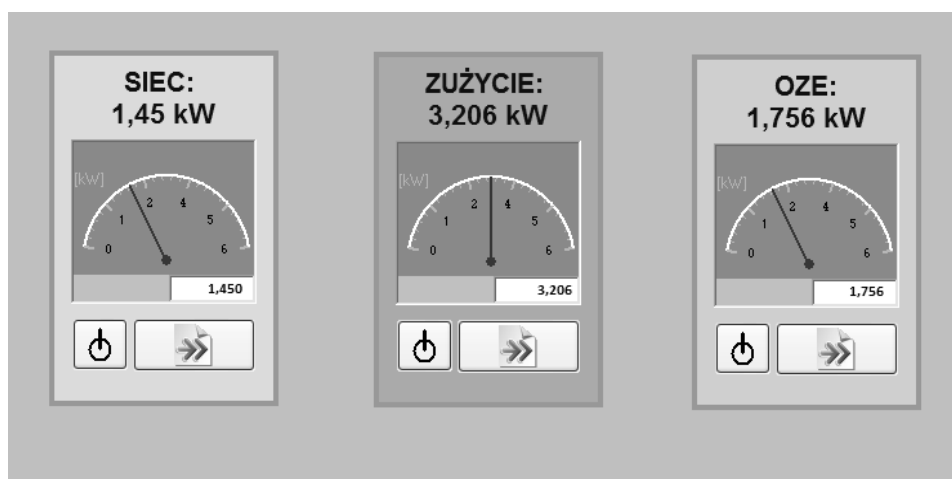 SIEC:
1,45 kW
[kW]
0 1 2 4 5 6
1,450
ZUŻYCIE:
3,206 kW
[kW]
0 1 2 4 5 6
3,206
OZE:
1,756 kW
[kW]
0 1 2 4 5 6
1,756